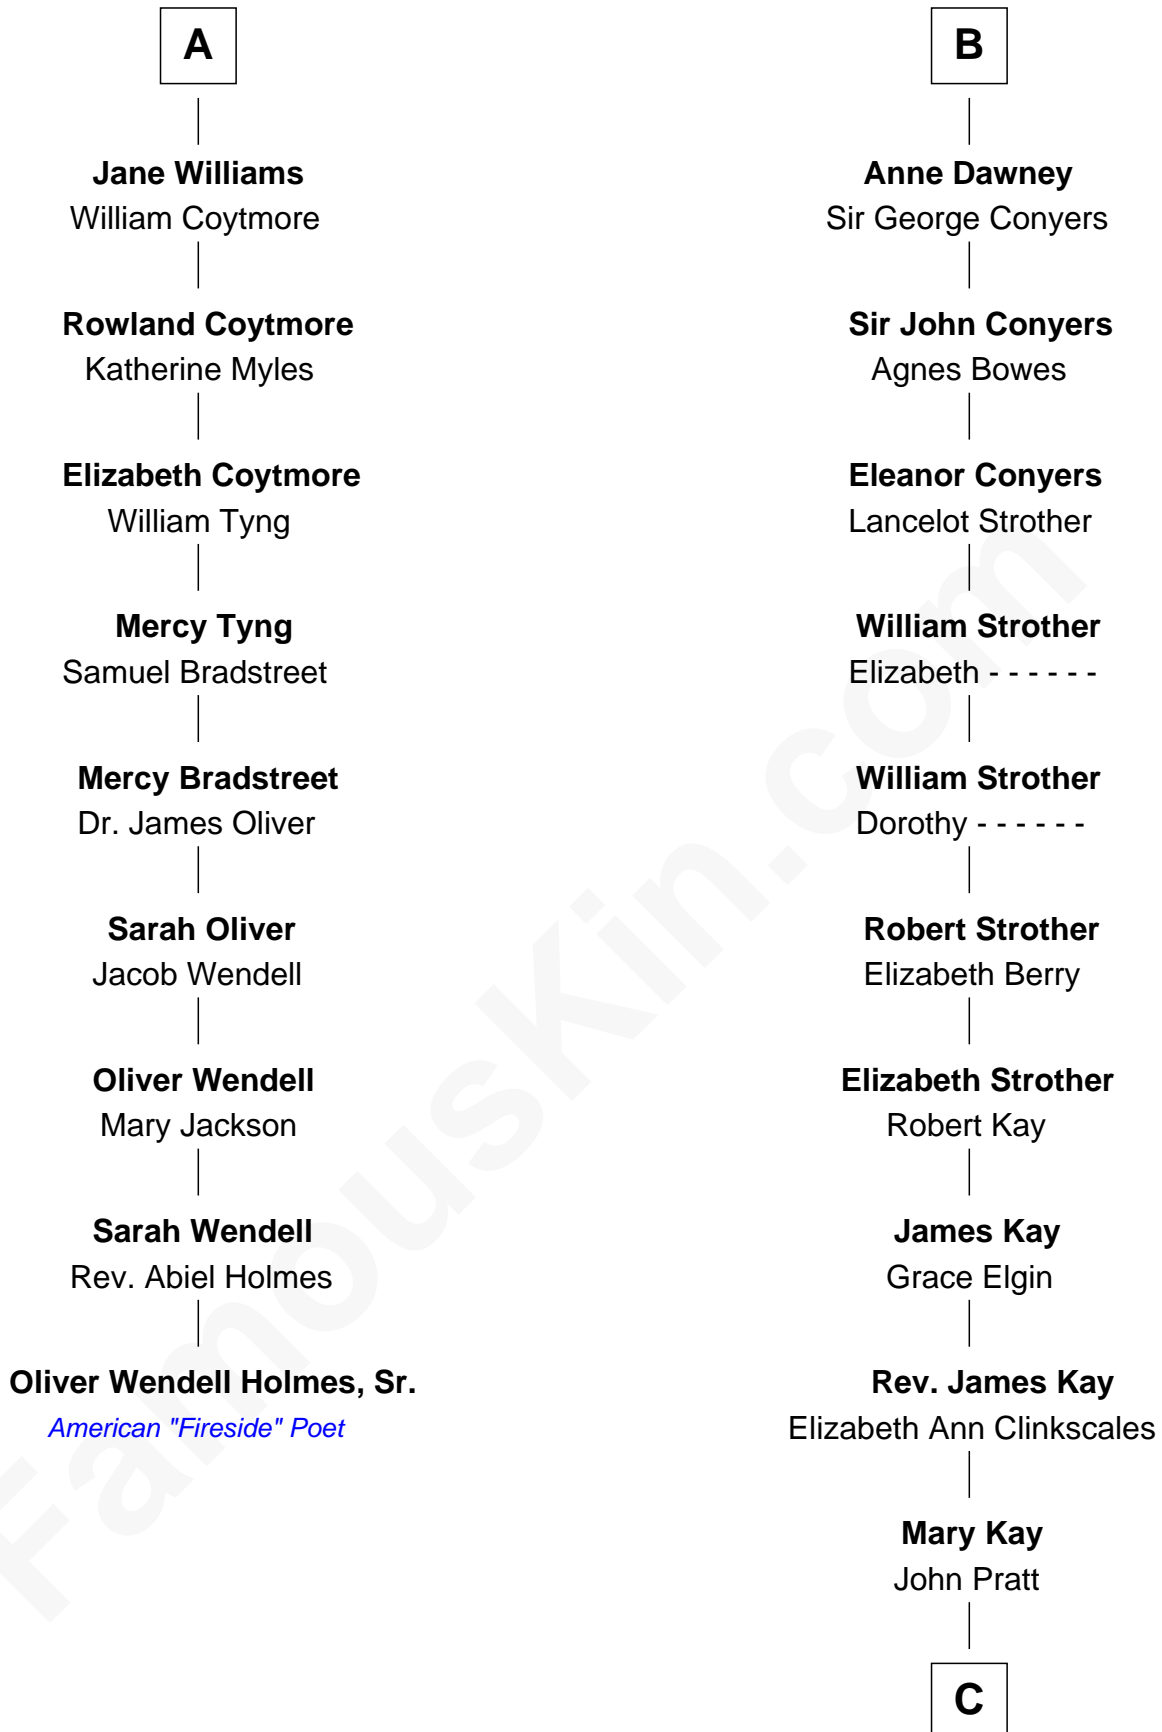 A
Jane Williams
William Coytmore
Rowland Coytmore
Katherine Myles
Elizabeth Coytmore
William Tyng
Mercy Tyng
Samuel Bradstreet
Mercy Bradstreet
Dr. James Oliver
Sarah Oliver
Jacob Wendell
Oliver Wendell
Mary Jackson
Sarah Wendell
Rev. Abiel Holmes
Oliver Wendell Holmes, Sr.
American "Fireside" Poet
B
Anne Dawney
Sir George Conyers
Sir John Conyers
Agnes Bowes
Eleanor Conyers
Lancelot Strother
William Strother
Elizabeth - - - - - -
William Strother
Dorothy - - - - - -
Robert Strother
Elizabeth Berry
Elizabeth Strother
Robert Kay
James Kay
Grace Elgin
Rev. James Kay
Elizabeth Ann Clinkscales
Mary Kay
John Pratt
C
FamousKin.com